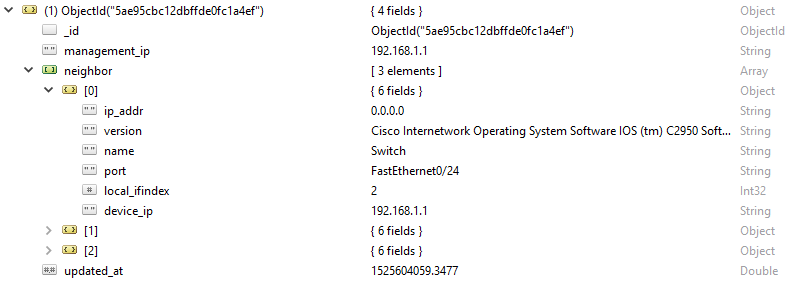 (1) ObjectId("5ae95cbc12dbffde0fc1a4ef") { 4 fields } Object
_id ObjectId("5ae95cbc12dbffde0fc1a4ef") ObjectId
management_ip 192.168.1.1 String
neighbor [ 3 elements ] Array
[0] { 6 fields } Object
ip_addr 0.0.0.0 String
version Cisco Internetwork Operating System Software IOS (tm) C2950 Soft... String
name Switch String
port FastEthernet0/24 String
local_ifindex 2 Int32
device_ip 192.168.1.1 String
[1] { 6 fields } Object
[2] { 6 fields } Object
updated_at 1525604059.3477 Double